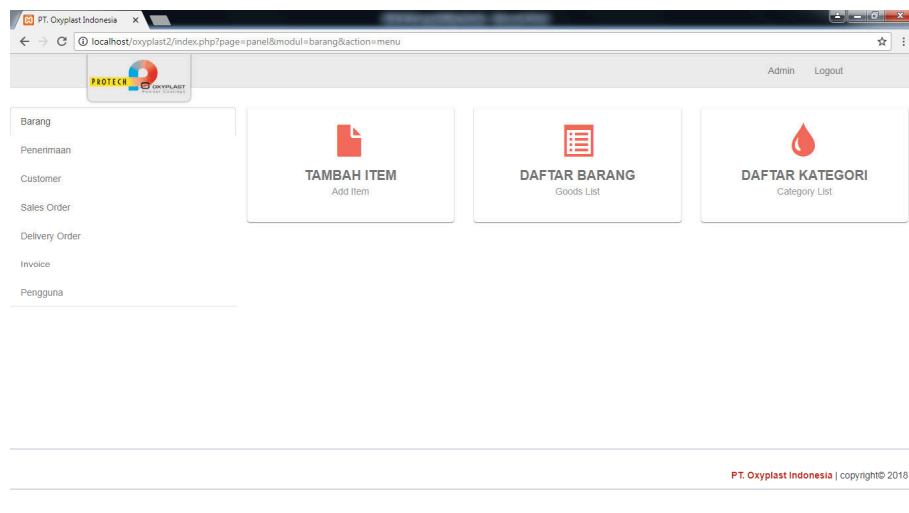 PT. Oxyplast Indonesia
localhost/oxyplast2/index.php?page=panel&modul=barang&action=menu
PROTECH
OXYPLAST
Powder Coatings
Admin Logout
Barang
Penerimaan
Customer
Sales Order
Delivery Order
Invoice
Pengguna
TAMBAH ITEM
Add Item
DAFTAR BARANG
Goods List
DAFTAR KATEGORI
Category List
PT. Oxyplast Indonesia | copyright© 2018